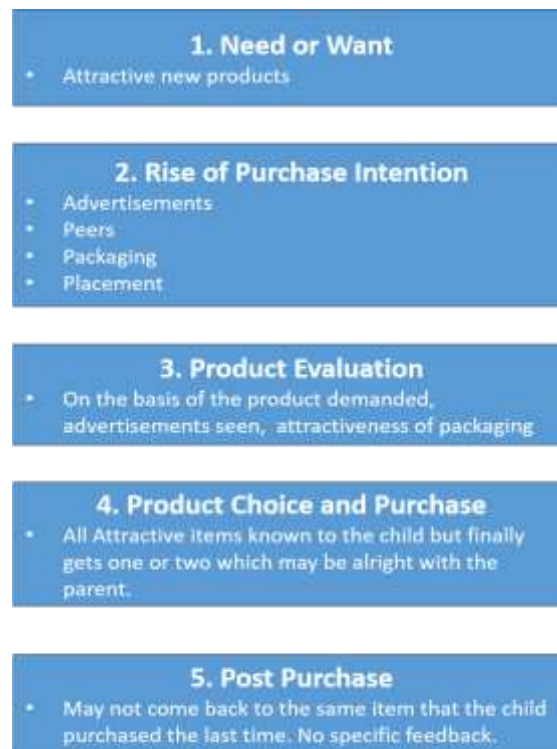 1. Need or Want
• Attractive new products
2. Rise of Purchase Intention
• Advertisements
• Peers
• Packaging
• Placement
3. Product Evaluation
• On the basis of the product demanded,
advertisements seen, attractiveness of packaging
4. Product Choice and Purchase
• All Attractive items known to the child but finally
gets one or two which may be alright with the
parent.
5. Post Purchase
• May not come back to the same item that the child
purchased the last time. No specific feedback.